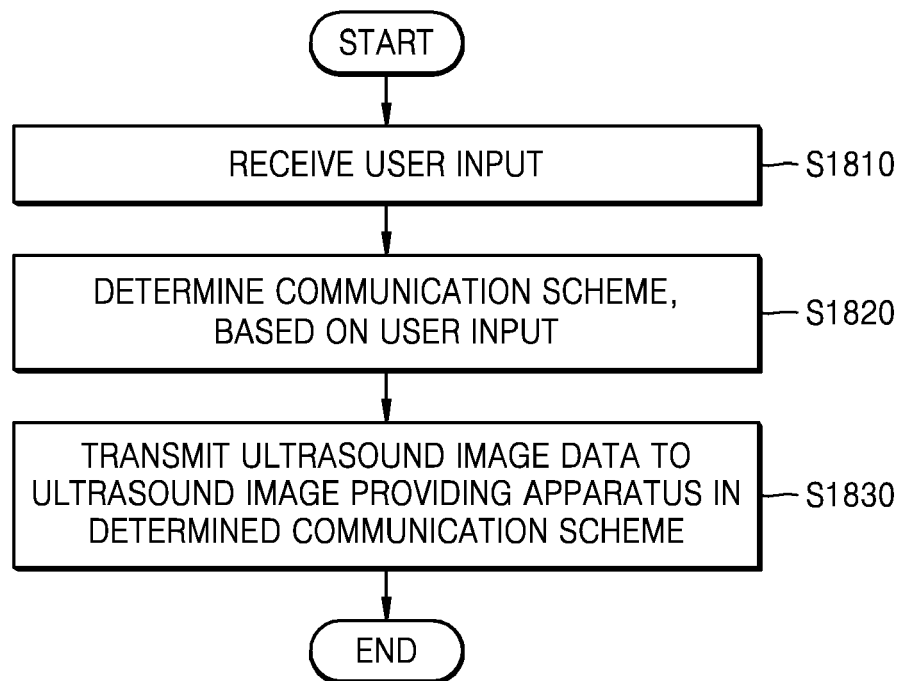 START
RECEIVE USER INPUT
S1810
DETERMINE COMMUNICATION SCHEME,
BASED ON USER INPUT
S1820
TRANSMIT ULTRASOUND IMAGE DATA TO
ULTRASOUND IMAGE PROVIDING APPARATUS IN
DETERMINED COMMUNICATION SCHEME
S1830
END